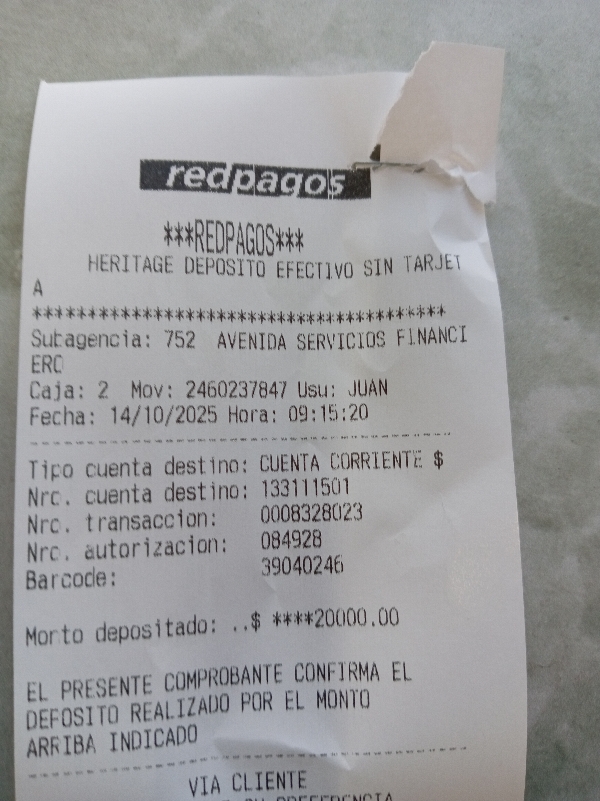 redpagos
***REDPAGOS***
HERITAGE DEPOSITO EFECTIVO SIN TARJET
A
****************************************
Subagencia: 752 AVENIDA SERVICIOS FINANCI
ERO
Caja: 2 Mov: 2460237847 Usu: JUAN
Fecha: 14/10/2025 Hora: 09:15:20
Tipo cuenta destino: CUENTA CORRIENTE $
Nro. cuenta destino: 133111501
Nro. transaccion: 0008328023
Nro. autorizacion: 084928
Barcode: 39040246
Monto depositado: ..$ ****20000.00
EL PRESENTE COMPROBANTE CONFIRMA EL
DEPOSITO REALIZADO POR EL MONTO
ARRIBA INDICADO
VIA CLIENTE
SU PREFERENCIA